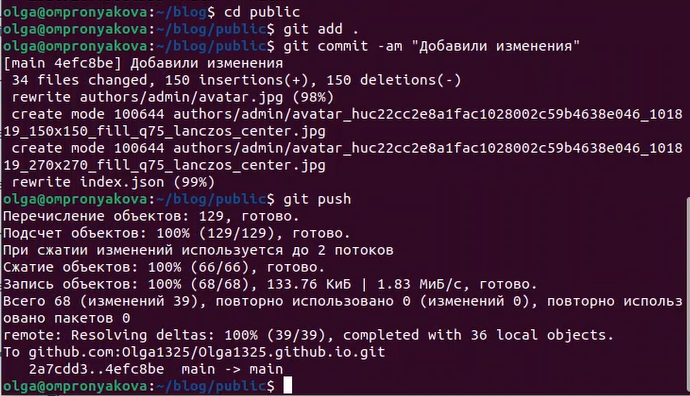 olga@ompronyakova:~/blog$ cd public
olga@ompronyakova:~/blog/public$ git add .
olga@ompronyakova:~/blog/public$ git commit -am "Добавили изменения"
[main 4efc8be] Добавили изменения
 34 files changed, 150 insertions(+), 150 deletions(-)
 rewrite authors/admin/avatar.jpg (98%)
 create mode 100644 authors/admin/avatar_huc22cc2e8a1fac1028002c59b4638e046_1018
19_150x150_fill_q75_lanczos_center.jpg
 create mode 100644 authors/admin/avatar_huc22cc2e8a1fac1028002c59b4638e046_1018
19_270x270_fill_q75_lanczos_center.jpg
 rewrite index.json (99%)
olga@ompronyakova:~/blog/public$ git push
Перечисление объектов: 129, готово.
Подсчет объектов: 100% (129/129), готово.
При сжатии изменений используется до 2 потоков
Сжатие объектов: 100% (66/66), готово.
Запись объектов: 100% (68/68), 133.76 КиБ | 1.83 МиБ/с, готово.
Всего 68 (изменений 39), повторно использовано 0 (изменений 0), повторно использ
овано пакетов 0
remote: Resolving deltas: 100% (39/39), completed with 36 local objects.
To github.com:Olga1325/Olga1325.github.io.git
   2a7cdd3..4efc8be  main -> main
olga@ompronyakova:~/blog/public$